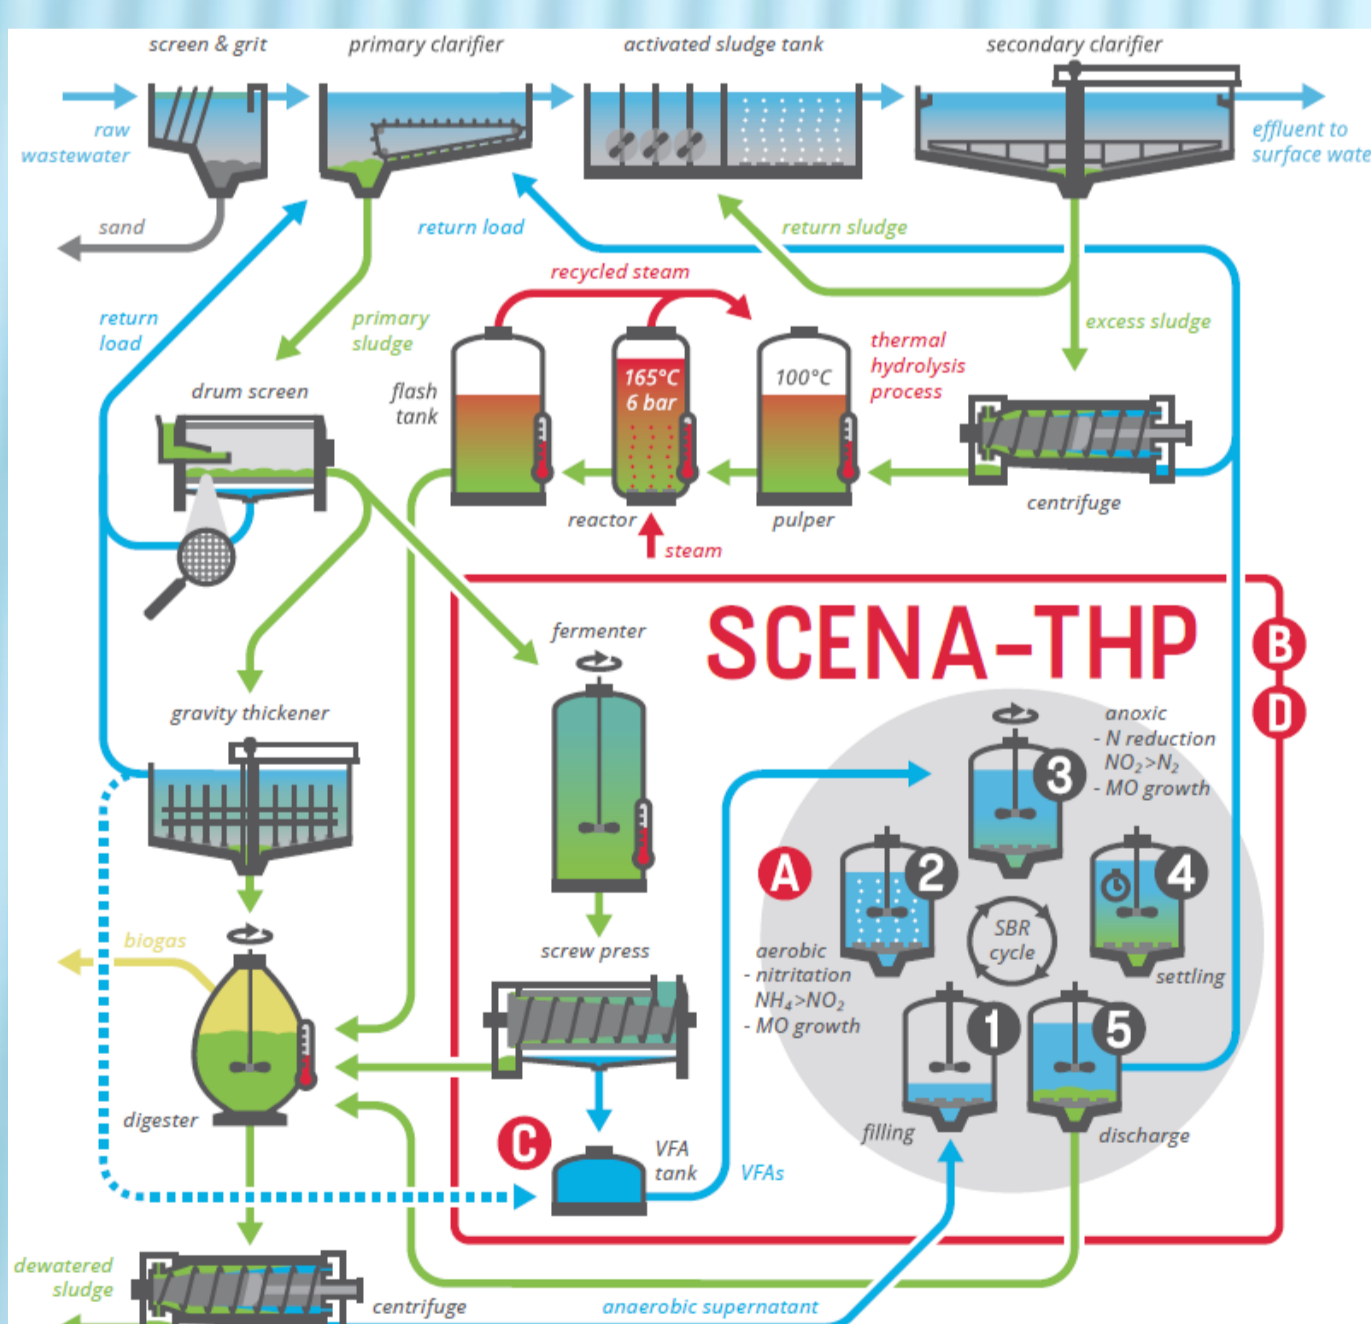 screen & grit
primary clarifier
activated sludge tank
secondary clarifier
raw
wastewater
effluent to
surface wate
sand
return load
return sludge
recycled steam
return
load
primary
sludge
excess sludge
thermal
hydrolysis
process
drum screen
flash
tank
165°C
6 bar
100°C
reactor
pulper
centrifuge
steam
SCENA-THP
B
D
fermenter
gravity thickener
anoxic
- N reduction
NO₂>N₂
- MO growth
3
A
2
4
SBR
cycle
biogas
screw press
aerobic
- nitritation
NH₄>NO₂
- MO growth
settling
1
5
digester
C
VFA
tank
VFAs
filling
discharge
dewatered
sludge
centrifuge
anaerobic supernatant